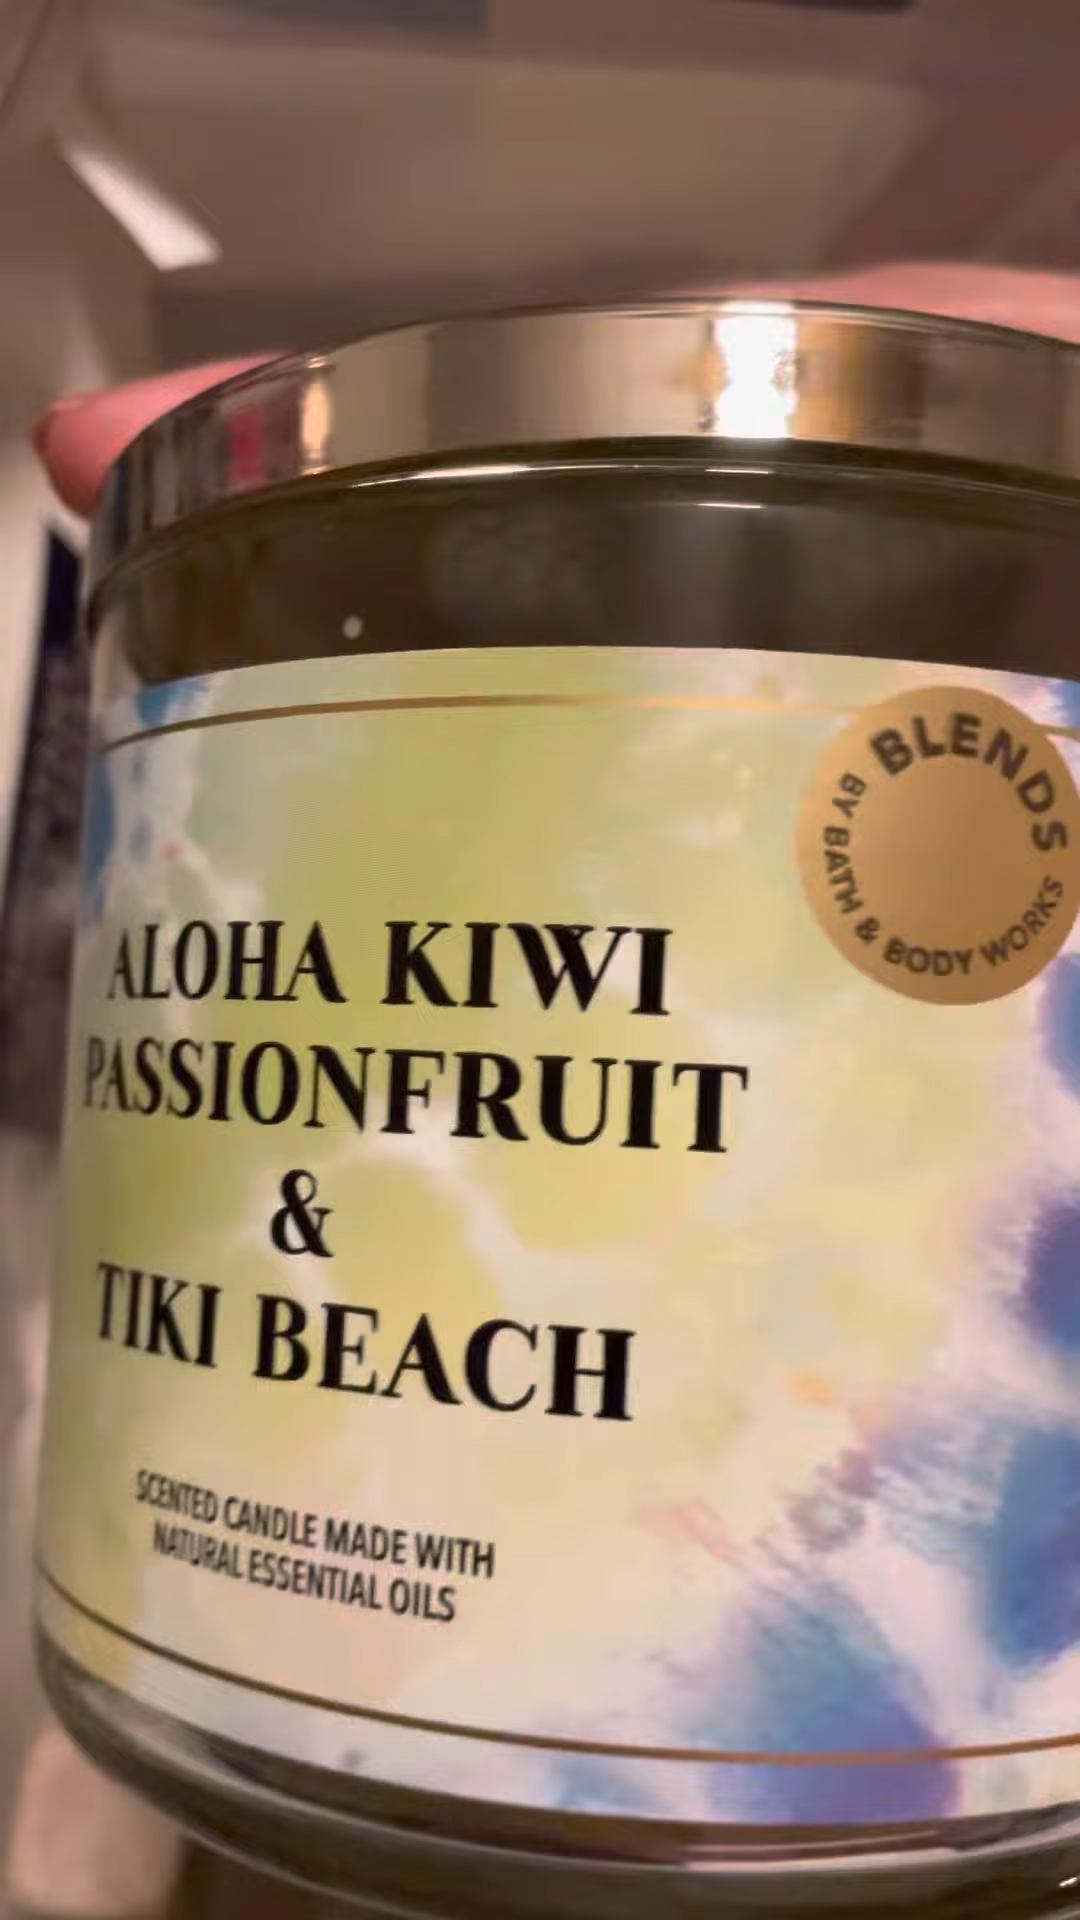 BLENDS
BY BATH & BODY WORKS
ALOHA KIWI
PASSIONFRUIT
&
TIKI BEACH
SCENTED CANDLE MADE WITH
NATURAL ESSENTIAL OILS